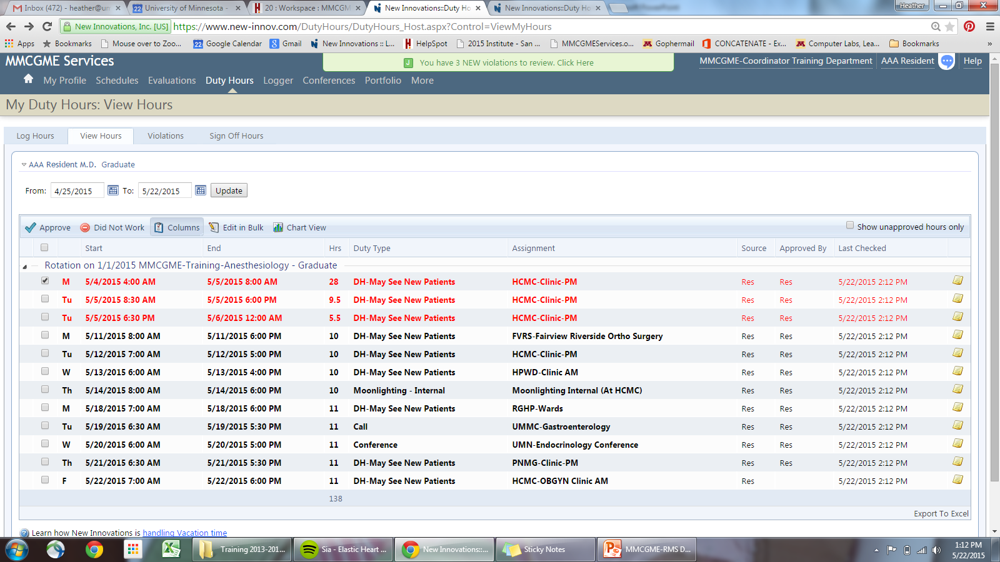 Inbox (472) - heather@um
University of Minnesota -
20 : Workspace : MMCGM
New Innovations::Duty Ho
New Innovations::Duty Ho
Heather
New Innovations, Inc. [US]
https://www.new-innov.com/DutyHours/DutyHours_Host.aspx?Control=ViewMyHours
Apps Bookmarks Mouse over to Zoo... Google Calendar Gmail New Innovations :: L... HelpSpot 2015 Institute - San ... MMCGMEServices.o... Gophermail CONCATENATE - Ex... Computer Labs, Lea... Bookmarks »
MMCGME Services
You have 3 NEW violations to review. Click Here
MMCGME-Coordinator Training Department AAA Resident Help
My Profile Schedules Evaluations Duty Hours Logger Conferences Portfolio More
My Duty Hours: View Hours
Log Hours View Hours Violations Sign Off Hours
AAA Resident M.D. Graduate
From: 4/25/2015 To: 5/22/2015 Update
Approve Did Not Work Columns Edit in Bulk Chart View Show unapproved hours only
Start End Hrs Duty Type Assignment Source Approved By Last Checked
Rotation on 1/1/2015 MMCGME-Training-Anesthesiology - Graduate
M 5/4/2015 4:00 AM 5/5/2015 8:00 AM 28 DH-May See New Patients HCMC-Clinic-PM Res Res 5/22/2015 2:12 PM
Tu 5/5/2015 8:30 AM 5/5/2015 6:00 PM 9.5 DH-May See New Patients HCMC-Clinic-PM Res Res 5/22/2015 2:12 PM
Tu 5/5/2015 6:30 PM 5/6/2015 12:00 AM 5.5 DH-May See New Patients HCMC-Clinic-PM Res Res 5/22/2015 2:12 PM
M 5/11/2015 8:00 AM 5/11/2015 6:00 PM 10 DH-May See New Patients FVRS-Fairview Riverside Ortho Surgery Res Res 5/22/2015 2:12 PM
Tu 5/12/2015 7:00 AM 5/12/2015 5:00 PM 10 DH-May See New Patients HCMC-Clinic-PM Res Res 5/22/2015 2:12 PM
W 5/13/2015 6:00 AM 5/13/2015 4:00 PM 10 DH-May See New Patients HPWD-Clinic AM Res Res 5/22/2015 2:12 PM
Th 5/14/2015 8:00 AM 5/14/2015 6:00 PM 10 Moonlighting - Internal Moonlighting Internal (At HCMC) Res Res 5/22/2015 2:12 PM
M 5/18/2015 7:00 AM 5/18/2015 6:00 PM 11 DH-May See New Patients RGHP-Wards Res Res 5/22/2015 2:12 PM
Tu 5/19/2015 6:30 AM 5/19/2015 5:30 PM 11 Call UMMC-Gastroenterology Res Res 5/22/2015 2:12 PM
W 5/20/2015 6:00 AM 5/20/2015 5:00 PM 11 Conference UMN-Endocrinology Conference Res Res 5/22/2015 2:12 PM
Th 5/21/2015 6:30 AM 5/21/2015 5:30 PM 11 DH-May See New Patients PNMG-Clinic-PM Res Res 5/22/2015 2:12 PM
F 5/22/2015 7:00 AM 5/22/2015 6:00 PM 11 DH-May See New Patients HCMC-OBGYN Clinic AM Res 5/22/2015 2:12 PM
138
Export To Excel
Learn how New Innovations is handling Vacation time
Training 2013-201... Sia - Elastic Heart ... New Innovations::... Sticky Notes MMCGME-RMS D... 1:12 PM
5/22/2015